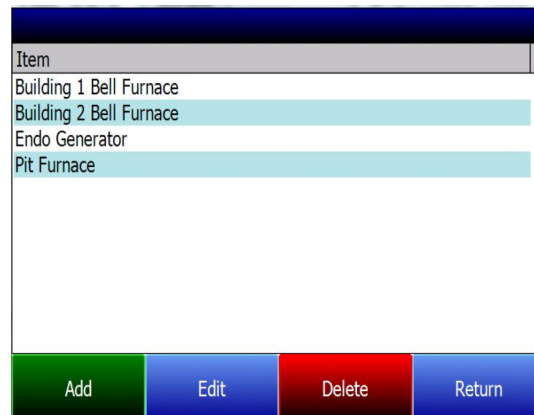 Item
Building 1 Bell Furnace
Building 2 Bell Furnace
Endo Generator
Pit Furnace
Add Edit Delete Return